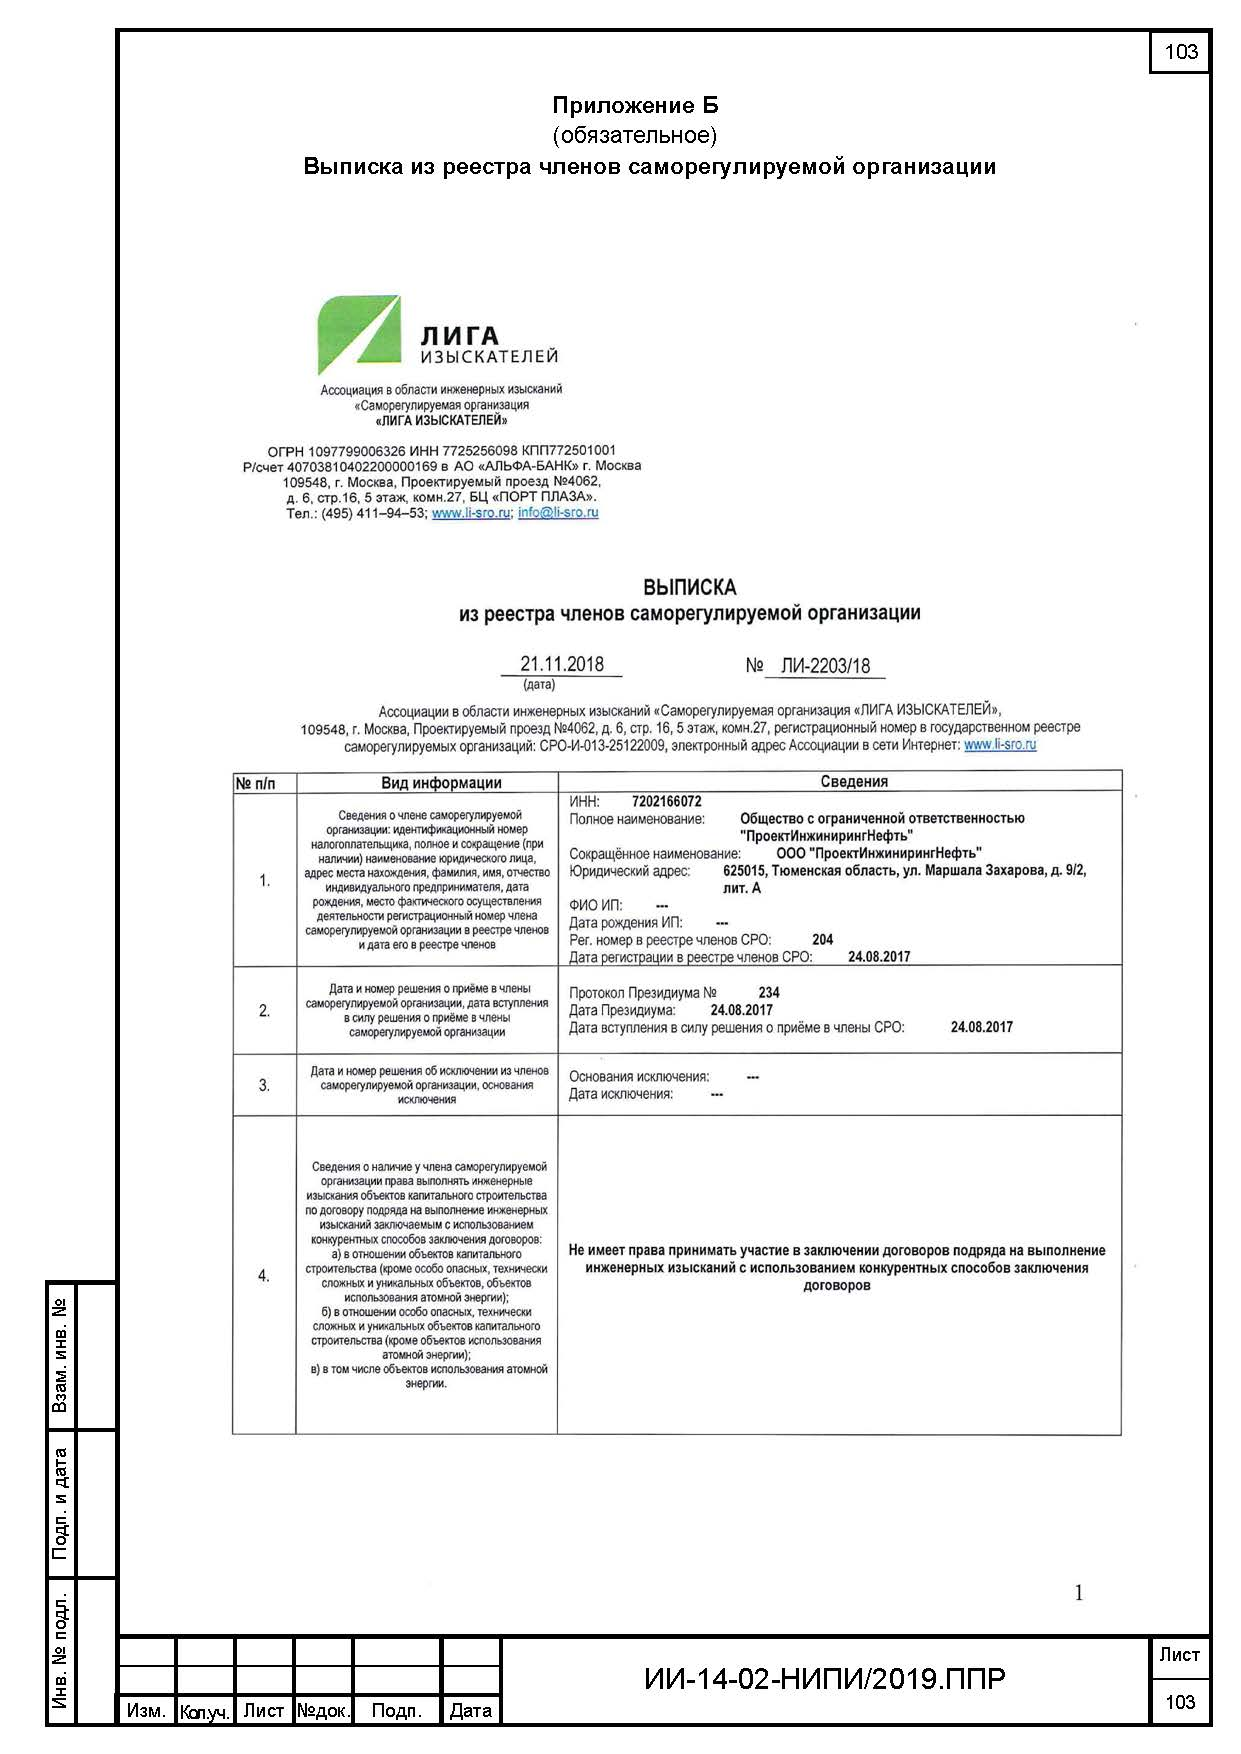 103
Приложение Б
(обязательное)
Выписка из реестра членов саморегулируемой организации
ЛИГА
ИЗЫСКАТЕЛЕЙ
Ассоциация в области инженерных изысканий
«Саморегулируемая организация
«ЛИГА ИЗЫСКАТЕЛЕЙ»
ОГРН 1097799006326 ИНН 7725256098 КПП772501001
Р/счет 40703810402200000169 в АО «АЛЬФА-БАНК» г. Москва
109548, г. Москва, Проектируемый проезд №4062,
д. 6, стр.16, 5 этаж, комн.27, БЦ «ПОРТ ПЛАЗА».
Тел.: (495) 411–94–53; www.li-sro.ru; info@li-sro.ru
ВЫПИСКА
из реестра членов саморегулируемой организации
21.11.2018 № ЛИ-2203/18
(дата)
Ассоциации в области инженерных изысканий «Саморегулируемая организация «ЛИГА ИЗЫСКАТЕЛЕЙ»,
109548, г. Москва, Проектируемый проезд №4062, д. 6, стр. 16, 5 этаж, комн.27, регистрационный номер в государственном реестре
саморегулируемых организаций: СРО-И-013-25122009, электронный адрес Ассоциации в сети Интернет: www.li-sro.ru
№ п/п Вид информации Сведения
1.
Сведения о члене саморегулируемой
организации: идентификационный номер
налогоплательщика, полное и сокращение (при
наличии) наименование юридического лица,
адрес места нахождения, фамилия, имя, отчество
индивидуального предпринимателя, дата
рождения, место фактического осуществления
деятельности регистрационный номер члена
саморегулируемой организации в реестре членов
и дата его в реестре членов
ИНН: 7202166072
Полное наименование: Общество с ограниченной ответственностью
"ПроектИнжинирингНефть"
Сокращённое наименование: ООО "ПроектИнжинирингНефть"
Юридический адрес: 625015, Тюменская область, ул. Маршала Захарова, д. 9/2,
лит. А
ФИО ИП: ---
Дата рождения ИП: ---
Рег. номер в реестре членов СРО: 204
Дата регистрации в реестре членов СРО: 24.08.2017
2.
Дата и номер решения о приёме в члены
саморегулируемой организации, дата вступления
в силу решения о приёме в члены
саморегулируемой организации
Протокол Президиума № 234
Дата Президиума: 24.08.2017
Дата вступления в силу решения о приёме в члены СРО: 24.08.2017
3.
Дата и номер решения об исключении из членов
саморегулируемой организации, основания
исключения
Основания исключения: ---
Дата исключения: ---
4.
Сведения о наличие у члена саморегулируемой
организации права выполнять инженерные
изыскания объектов капитального строительства
по договору подряда на выполнение инженерных
изысканий заключаемым с использованием
конкурентных способов заключения договоров:
а) в отношении объектов капитального
строительства (кроме особо опасных, технически
сложных и уникальных объектов, объектов
использования атомной энергии);
б) в отношении особо опасных, технически
сложных и уникальных объектов капитального
строительства (кроме объектов использования
атомной энергии);
в) в том числе объектов использования атомной
энергии.
Не имеет права принимать участие в заключении договоров подряда на выполнение
инженерных изысканий с использованием конкурентных способов заключения
договоров
1
Взам. инв. №
Подп. и дата
Инв. № подл.
Изм. Кол.уч. Лист №док. Подп. Дата
ИИ-14-02-НИПИ/2019.ППР
Лист
103